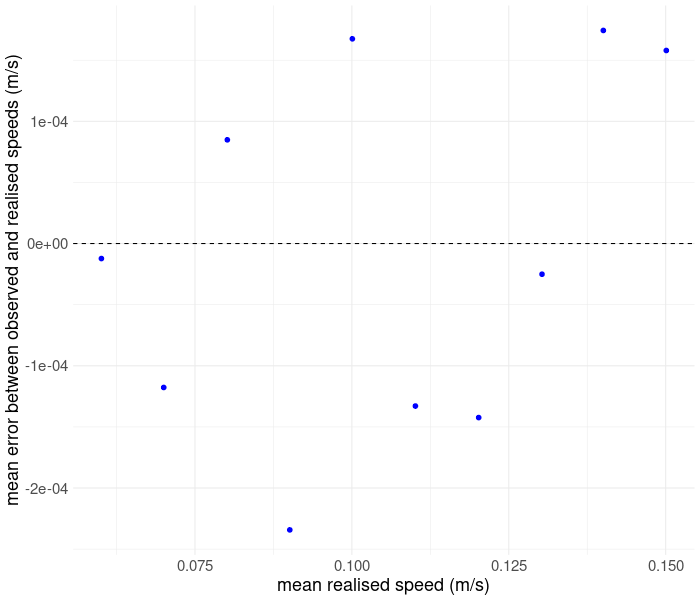 mean error between observed and realised speeds (m/s)
1e-04
0e+00
-1e-04
-2e-04
0.075 0.100 0.125 0.150
mean realised speed (m/s)